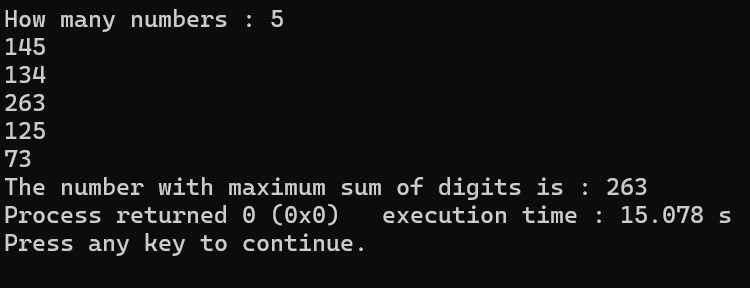 How many numbers : 5
145
134
263
125
73
The number with maximum sum of digits is : 263
Process returned 0 (0x0)   execution time : 15.078 s
Press any key to continue.